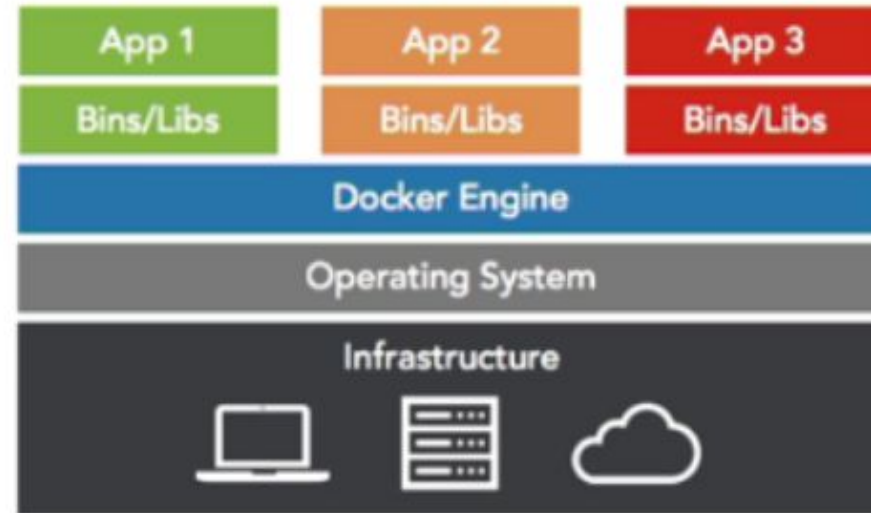 App 1 App 2 App 3
Bins/Libs Bins/Libs Bins/Libs
Docker Engine
Operating System
Infrastructure